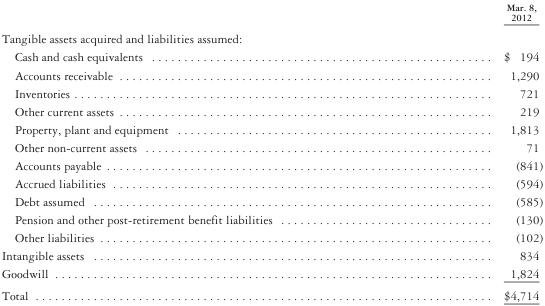 Mar. 8,
2012
Tangible assets acquired and liabilities assumed:
Cash and cash equivalents . . . . . . . . . . . . . . . . . . . . . . . . . . . . . . . . . . . . . . . . . . . . . . . . . . . . . . . . $ 194
Accounts receivable . . . . . . . . . . . . . . . . . . . . . . . . . . . . . . . . . . . . . . . . . . . . . . . . . . . . . . . . . . . . . 1,290
Inventories . . . . . . . . . . . . . . . . . . . . . . . . . . . . . . . . . . . . . . . . . . . . . . . . . . . . . . . . . . . . . . . . . . . . 721
Other current assets . . . . . . . . . . . . . . . . . . . . . . . . . . . . . . . . . . . . . . . . . . . . . . . . . . . . . . . . . . . . . 219
Property, plant and equipment . . . . . . . . . . . . . . . . . . . . . . . . . . . . . . . . . . . . . . . . . . . . . . . . . . . . 1,813
Other non-current assets . . . . . . . . . . . . . . . . . . . . . . . . . . . . . . . . . . . . . . . . . . . . . . . . . . . . . . . . . 71
Accounts payable . . . . . . . . . . . . . . . . . . . . . . . . . . . . . . . . . . . . . . . . . . . . . . . . . . . . . . . . . . . . . . . (841)
Accrued liabilities . . . . . . . . . . . . . . . . . . . . . . . . . . . . . . . . . . . . . . . . . . . . . . . . . . . . . . . . . . . . . . (594)
Debt assumed . . . . . . . . . . . . . . . . . . . . . . . . . . . . . . . . . . . . . . . . . . . . . . . . . . . . . . . . . . . . . . . . . (585)
Pension and other post-retirement benefit liabilities . . . . . . . . . . . . . . . . . . . . . . . . . . . . . . . . . . . (130)
Other liabilities . . . . . . . . . . . . . . . . . . . . . . . . . . . . . . . . . . . . . . . . . . . . . . . . . . . . . . . . . . . . . . . . (102)
Intangible assets . . . . . . . . . . . . . . . . . . . . . . . . . . . . . . . . . . . . . . . . . . . . . . . . . . . . . . . . . . . . . . . . . 834
Goodwill . . . . . . . . . . . . . . . . . . . . . . . . . . . . . . . . . . . . . . . . . . . . . . . . . . . . . . . . . . . . . . . . . . . . . . . 1,824
Total . . . . . . . . . . . . . . . . . . . . . . . . . . . . . . . . . . . . . . . . . . . . . . . . . . . . . . . . . . . . . . . . . . . . . . . . . . $4,714